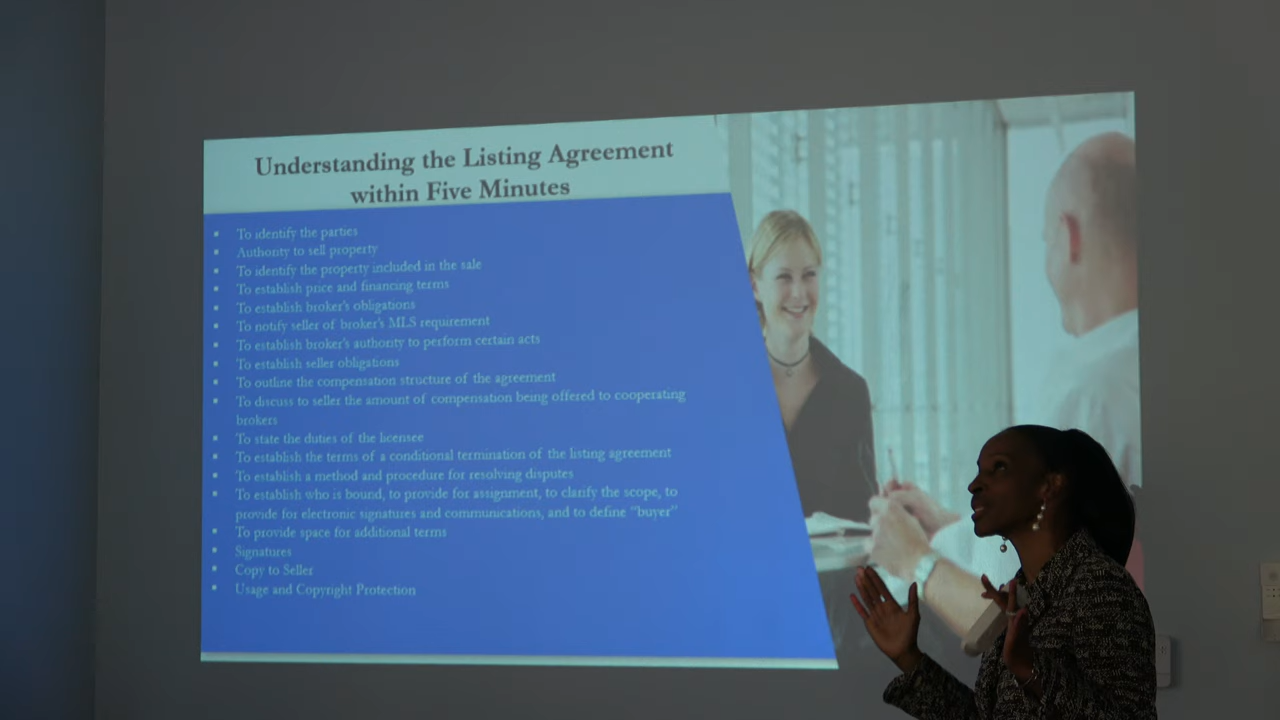 Understanding the Listing Agreement
within Five Minutes
▪ To identify the parties
▪ Authority to sell property
▪ To identify the property included in the sale
▪ To establish price and financing terms
▪ To establish broker's obligations
▪ To notify seller of broker's MLS requirement
▪ To establish broker's authority to perform certain acts
▪ To establish seller obligations
▪ To outline the compensation structure of the agreement
▪ To discuss to seller the amount of compensation being offered to cooperating
brokers
▪ To state the duties of the licensee
▪ To establish the terms of a conditional termination of the listing agreement
▪ To establish a method and procedure for resolving disputes
▪ To establish who is bound, to provide for assignment, to clarify the scope, to
provide for electronic signatures and communications, and to define "buyer"
▪ To provide space for additional terms
▪ Signatures
▪ Copy to Seller
▪ Usage and Copyright Protection